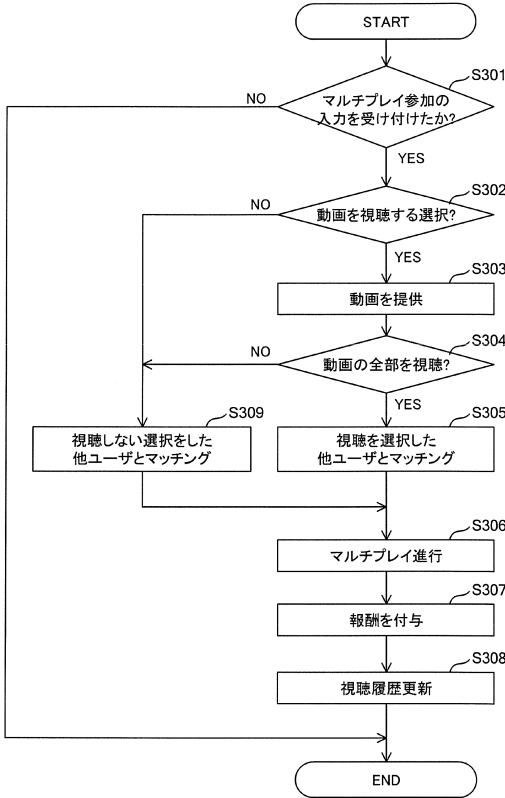 START
S301
マルチプレイ参加の
入力を受け付けたか?
NO
YES
S302
動画を視聴する選択?
NO
YES
S303
動画を提供
S304
動画の全部を視聴?
NO
YES
S309
視聴しない選択をした
他ユーザとマッチング
S305
視聴を選択した
他ユーザとマッチング
S306
マルチプレイ進行
S307
報酬を付与
S308
視聴履歴更新
END